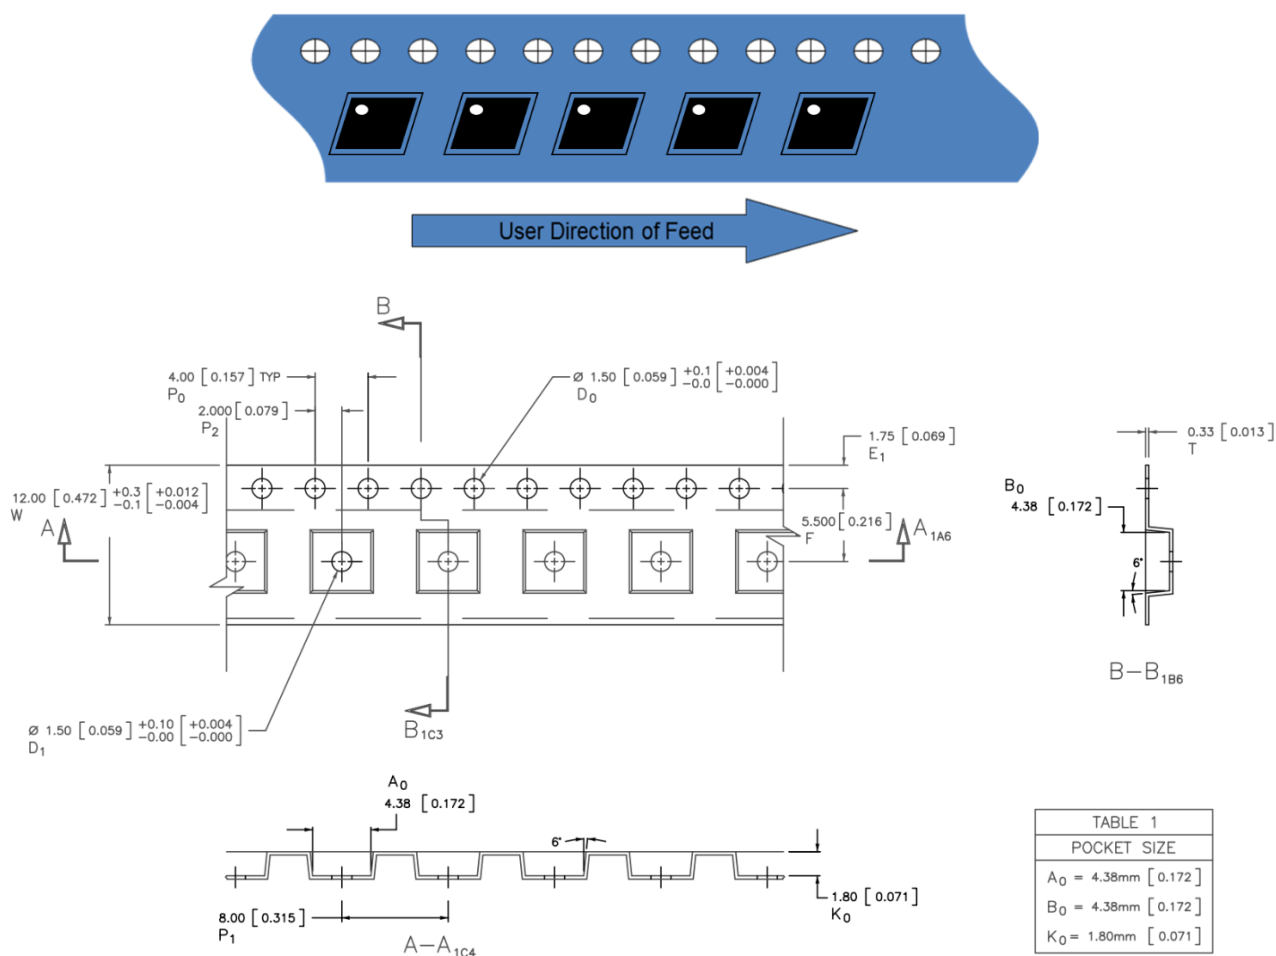 User Direction of Feed
B
4.00 [0.157] TYP
P0
2.000 [0.079]
P2
Ø 1.50 [0.059] +0.1 -0.0 [+0.004 -0.000]
D0
1.75 [0.069]
E1
0.33 [0.013]
T
12.00 [0.472] +0.3 -0.1 [+0.012 -0.004]
W
A
5.500 [0.216]
F
A1A6
B0
4.38 [0.172]
6°
B-B1B6
Ø 1.50 [0.059] +0.10 -0.00 [+0.004 -0.000]
D1
B1C3
A0
4.38 [0.172]
6°
1.80 [0.071]
K0
8.00 [0.315]
P1
A-A1C4
TABLE 1
POCKET SIZE
A0 = 4.38mm [0.172]
B0 = 4.38mm [0.172]
K0 = 1.80mm [0.071]